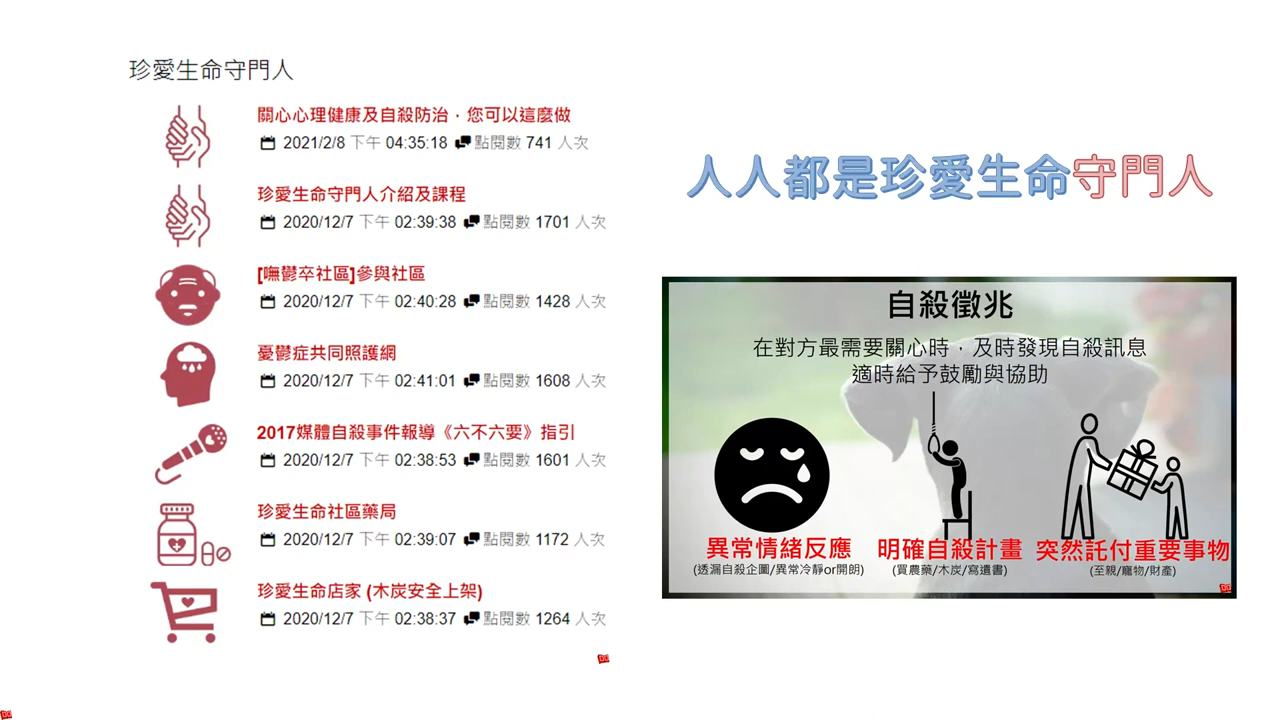 珍愛生命守門人
關心心理健康及自殺防治，您可以這麼做
2021/2/8 下午 04:35:18 點閱數 741 人次
珍愛生命守門人介紹及課程
2020/12/7 下午 02:39:38 點閱數 1701 人次
[嘸鬱卒社區]參與社區
2020/12/7 下午 02:40:28 點閱數 1428 人次
憂鬱症共同照護網
2020/12/7 下午 02:41:01 點閱數 1608 人次
2017媒體自殺事件報導《六不六要》指引
2020/12/7 下午 02:38:53 點閱數 1601 人次
珍愛生命社區藥局
2020/12/7 下午 02:39:07 點閱數 1172 人次
珍愛生命店家 (木炭安全上架)
2020/12/7 下午 02:38:37 點閱數 1264 人次
人人都是珍愛生命守門人
自殺徵兆
在對方最需要關心時，及時發現自殺訊息
適時給予鼓勵與協助
異常情緒反應
(透漏自殺企圖/異常冷靜or開朗)
明確自殺計畫
(買農藥/木炭/寫遺書)
突然託付重要事物
(至親/寵物/財產)